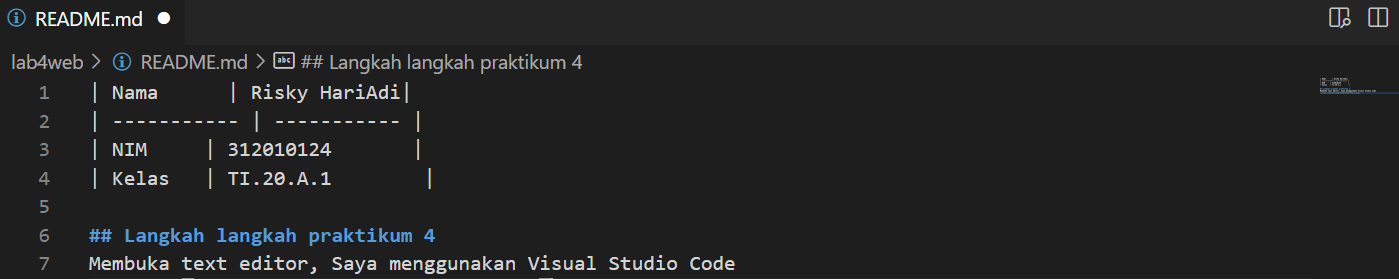 README.md
lab4web > README.md > abc ## Langkah langkah praktikum 4
1 | Nama      | Risky HariAdi|
2 | ----------- | ----------- |
3 | NIM     | 312010124       |
4 | Kelas   | TI.20.A.1        |
5
6 ## Langkah langkah praktikum 4
7 Membuka text editor, Saya menggunakan Visual Studio Code